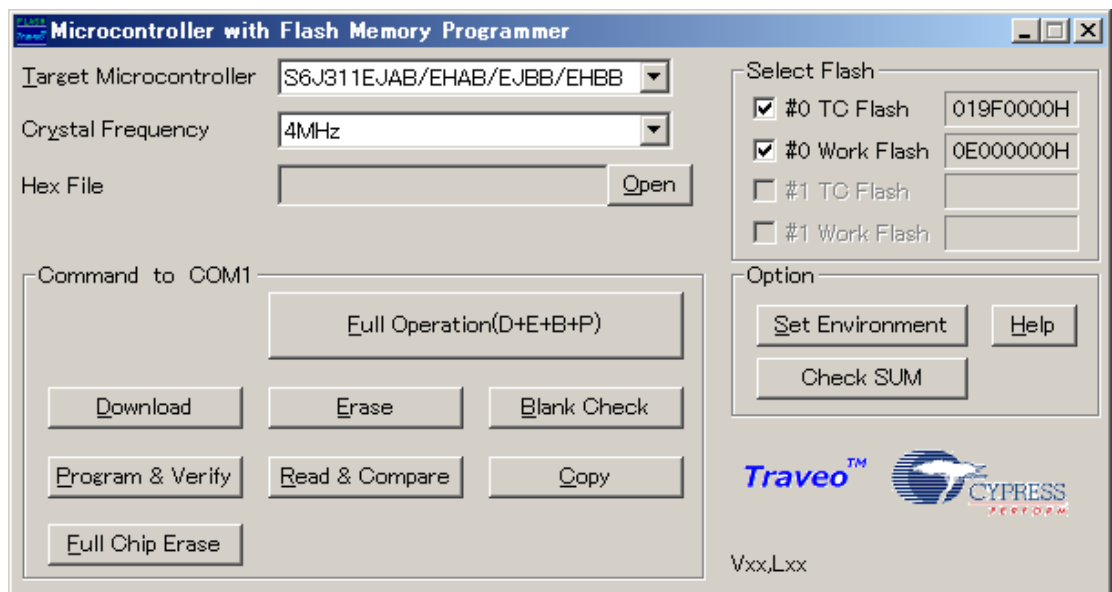 FLASH
Traveo
Microcontroller with Flash Memory Programmer
Target Microcontroller
S6J311EJAB/EHAB/EJBB/EHBB
Crystal Frequency
4MHz
Hex File
Open
Select Flash
#0 TC Flash
019F0000H
#0 Work Flash
0E000000H
#1 TC Flash
#1 Work Flash
Command to COM1
Full Operation(D+E+B+P)
Download
Erase
Blank Check
Program & Verify
Read & Compare
Copy
Full Chip Erase
Option
Set Environment
Help
Check SUM
Traveo™
CYPRESS
PERFORM
Vxx,Lxx